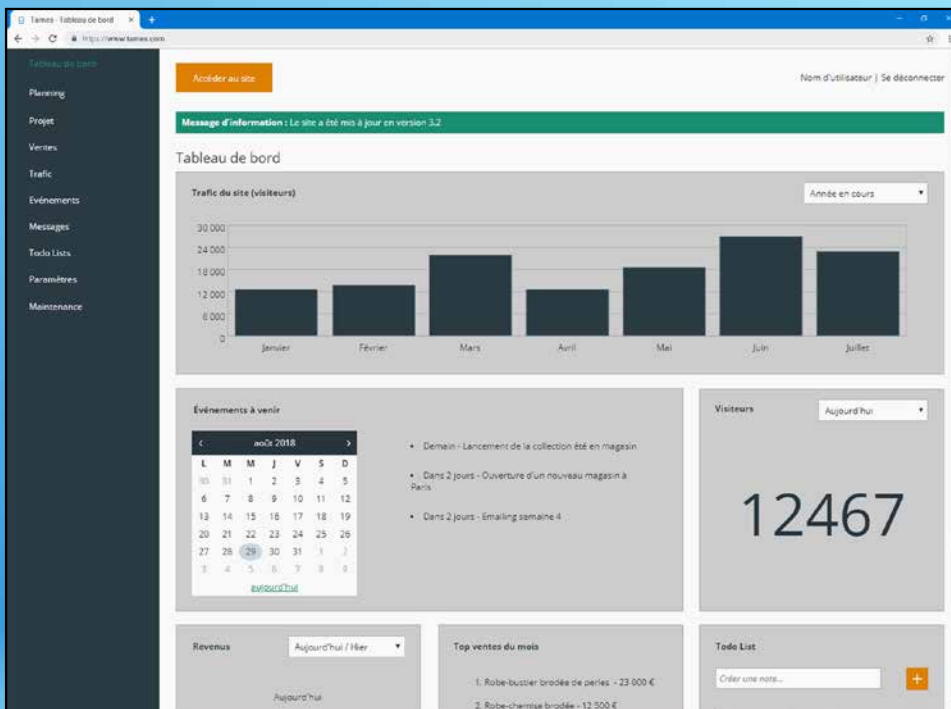 Tames - Tableau de bord
https://www.tames.com
Tableau de bord
Planning
Projet
Ventes
Trafic
Evénements
Messages
Todo Lists
Paramètres
Maintenance
Accéder au site
Nom d'utilisateur | Se déconnecter
Message d'information : Le site a été mis à jour en version 3.2
Tableau de bord
Trafic du site (visiteurs)
Année en cours
30 000
24 000
18 000
12 000
6 000
0
Janvier Février Mars Avril Mai Juin Juillet
Événements à venir
août 2018
L M M J V S D
30 31 1 2 3 4 5
6 7 8 9 10 11 12
13 14 15 16 17 18 19
20 21 22 23 24 25 26
27 28 29 30 31 1 2
3 4 5 6 7 8 9
aujourd'hui
• Demain - Lancement de la collection été en magasin
• Dans 2 jours - Ouverture d'un nouveau magasin à
Paris
• Dans 2 jours - Emailing semaine 4
Visiteurs
Aujourd'hui
12467
Revenus
Aujourd'hui / Hier
Aujourd'hui
Top ventes du mois
1. Robe-bustier brodée de perles - 23 000 €
2. Robe-chemise brodée - 12 500 €
Todo List
Créer une note...
+